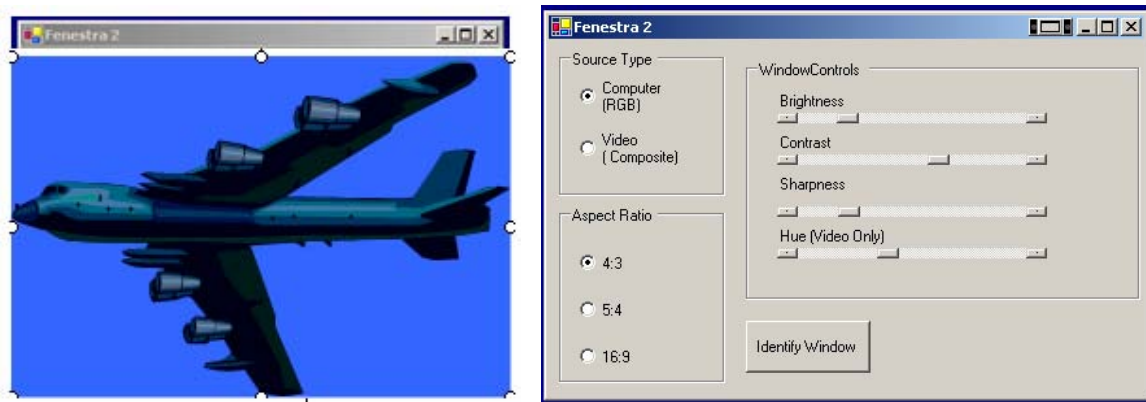 Fenestra 2
Fenestra 2
Source Type
Computer
(RGB)
Video
( Composite)
Aspect Ratio
4:3
5:4
16:9
WindowControls
Brightness
Contrast
Sharpness
Hue (Video Only)
Identify Window